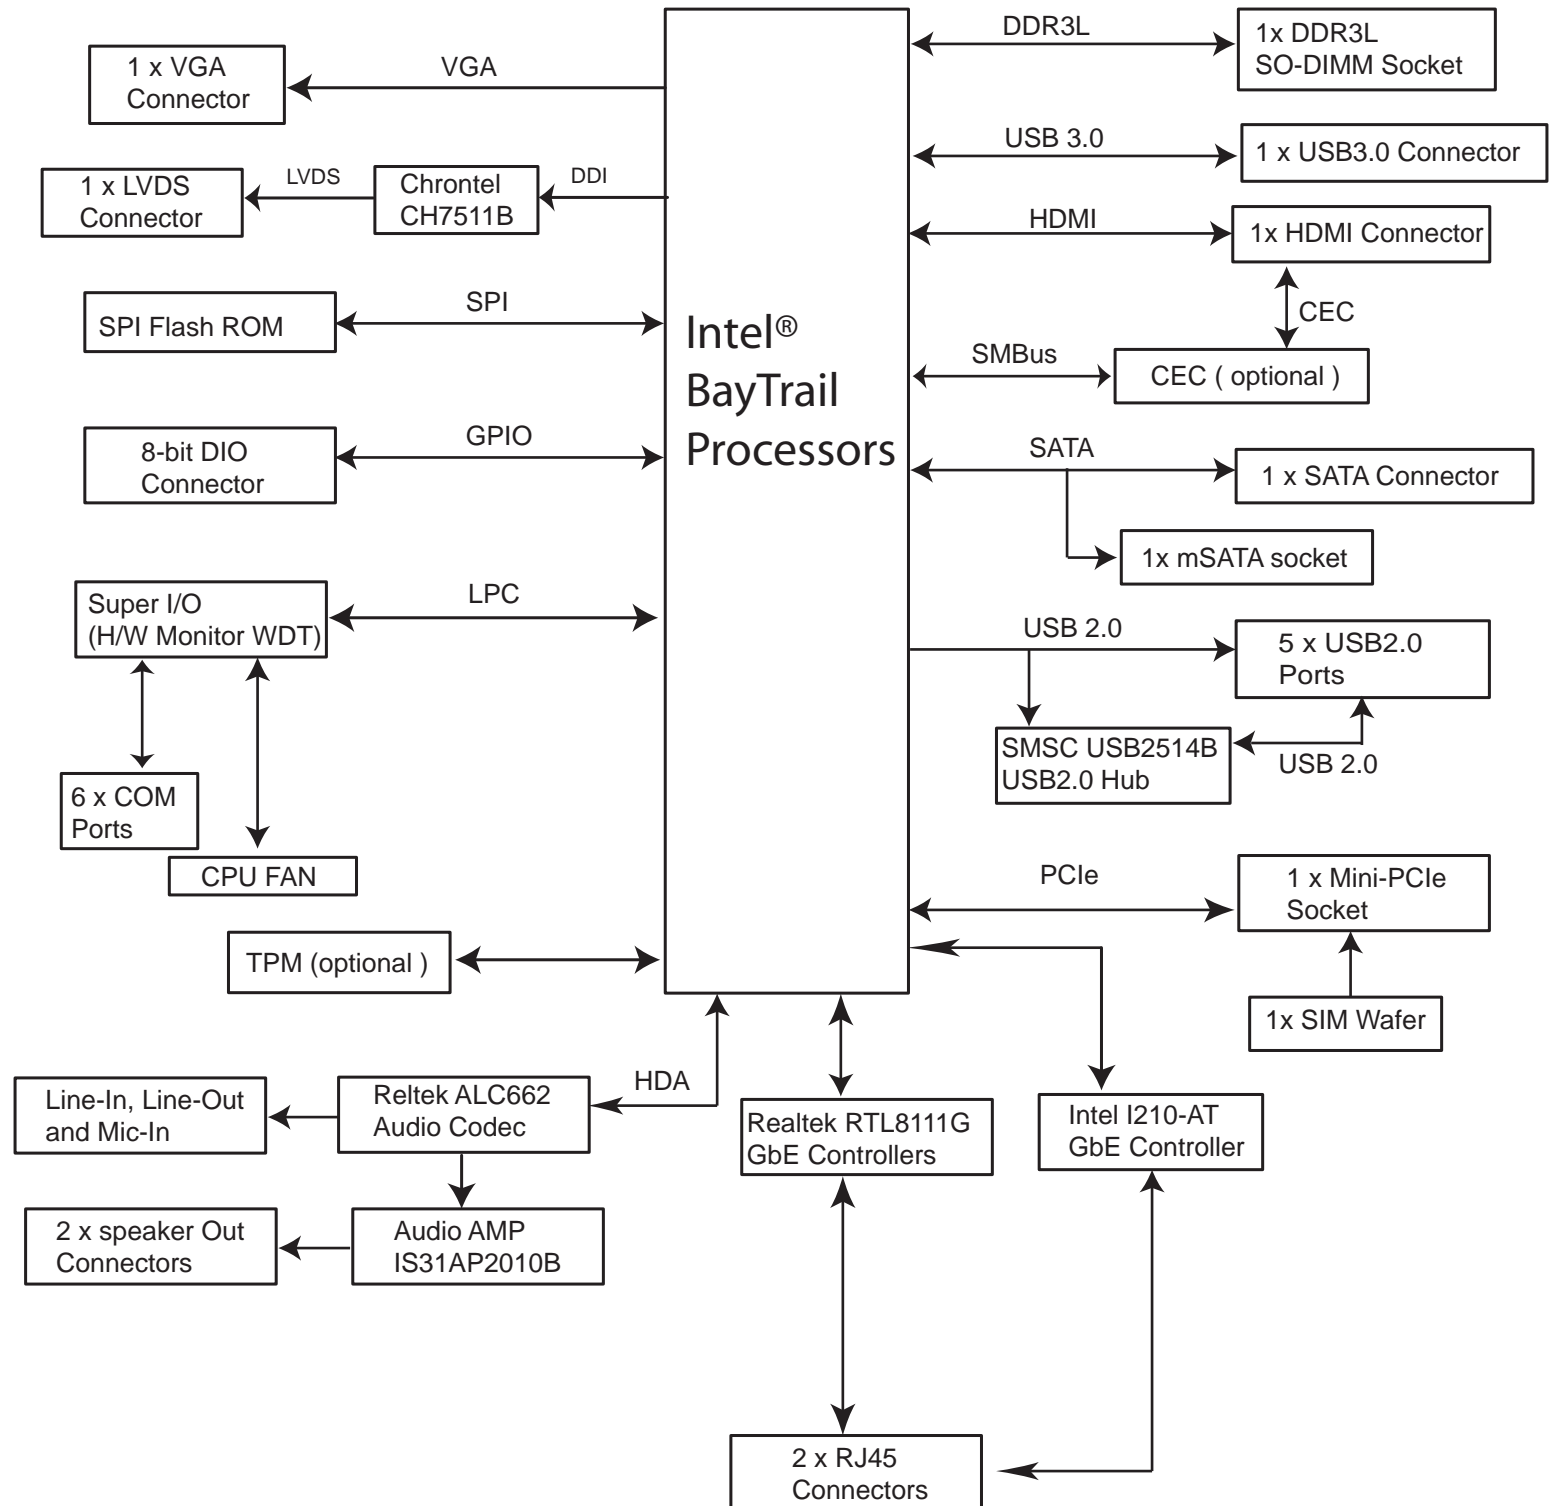 DDR3L
1x DDR3L
SO-DIMM Socket
1 x VGA
Connector
VGA
USB 3.0
1 x USB3.0 Connector
1 x LVDS
Connector
LVDS
Chrontel
CH7511B
DDI
HDMI
1x HDMI Connector
CEC
SPI Flash ROM
SPI
Intel®
BayTrail
Processors
SMBus
CEC ( optional )
8-bit DIO
Connector
GPIO
SATA
1 x SATA Connector
1x mSATA socket
Super I/O
(H/W Monitor WDT)
LPC
USB 2.0
5 x USB2.0
Ports
SMSC USB2514B
USB2.0 Hub
USB 2.0
6 x COM
Ports
CPU FAN
PCIe
1 x Mini-PCIe
Socket
TPM (optional )
1x SIM Wafer
Line-In, Line-Out
and Mic-In
Reltek ALC662
Audio Codec
HDA
Realtek RTL8111G
GbE Controllers
Intel I210-AT
GbE Controller
2 x speaker Out
Connectors
Audio AMP
IS31AP2010B
2 x RJ45
Connectors